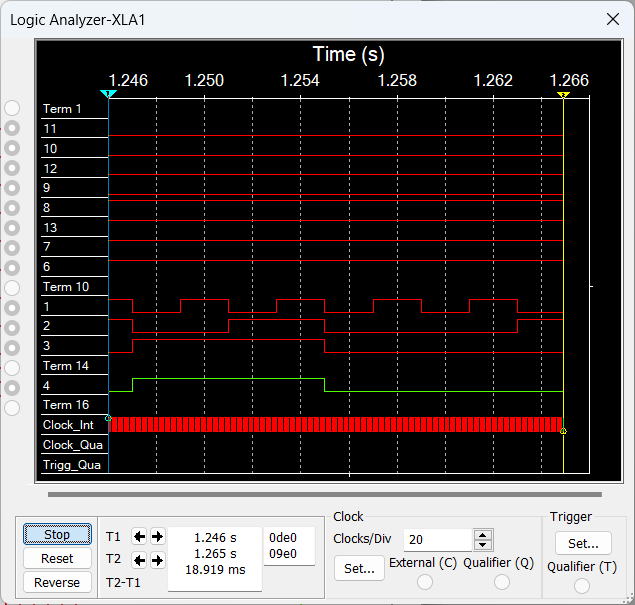 Logic Analyzer-XLA1
Time (s)
1.246 1.250 1.254 1.258 1.262 1.266
Term 1
11
10
12
9
8
13
7
6
Term 10
1
2
3
Term 14
4
Term 16
Clock_Int
Clock_Qua
Trigg_Qua
Stop
Reset
Reverse
T1
T2
T2-T1
1.246 s
1.265 s
18.919 ms
0de0
09e0
Clock
Clocks/Div 20
Set...
External (C) Qualifier (Q)
Trigger
Set...
Qualifier (T)